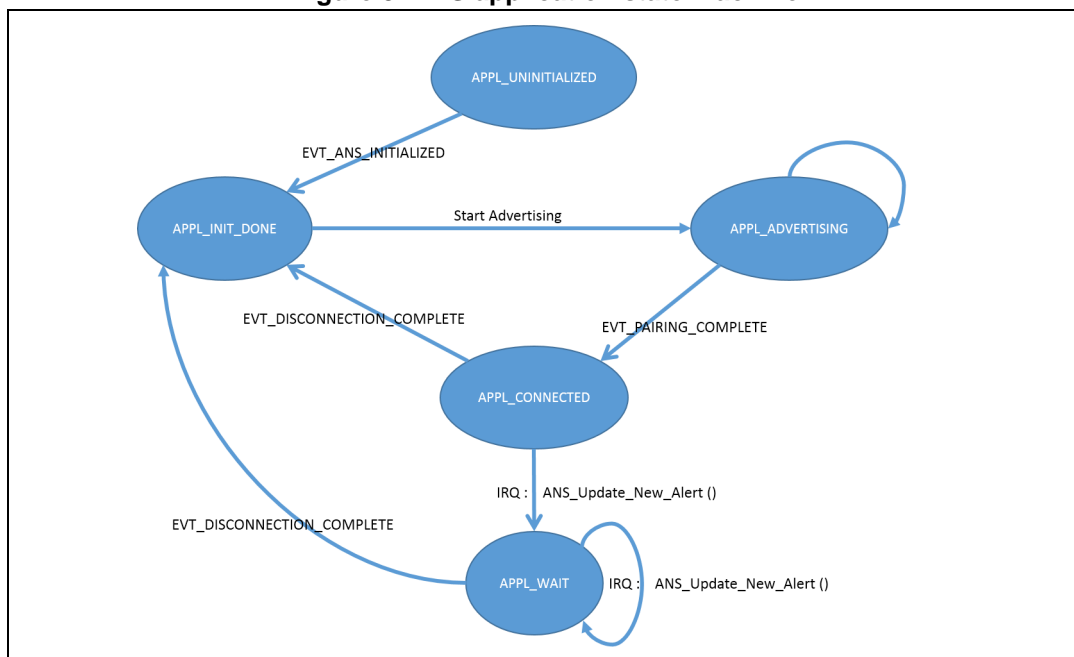 APPL_UNINITIALIZED
EVT_ANS_INITIALIZED
APPL_INIT_DONE
Start Advertising
APPL_ADVERTISING
EVT_DISCONNECTION_COMPLETE
EVT_PAIRING_COMPLETE
APPL_CONNECTED
IRQ : ANS_Update_New_Alert ()
EVT_DISCONNECTION_COMPLETE
APPL_WAIT
IRQ : ANS_Update_New_Alert ()